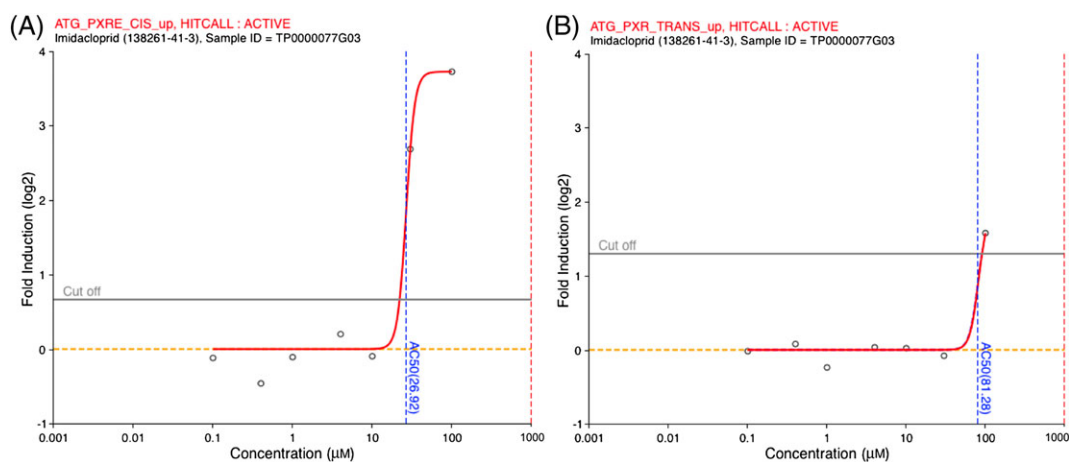 (A)
ATG_PXRE_CIS_up, HITCALL : ACTIVE
Imidacloprid (138261-41-3), Sample ID = TP0000077G03
Fold Induction (log2)
4
3
2
1
0
-1
Cut off
AC50(26.92)
0.001 0.01 0.1 1 10 100 1000
Concentration (µM)
(B)
ATG_PXR_TRANS_up, HITCALL : ACTIVE
Imidacloprid (138261-41-3), Sample ID = TP0000077G03
Fold Induction (log2)
4
3
2
1
0
-1
Cut off
AC50(81.28)
0.001 0.01 0.1 1 10 100 1000
Concentration (µM)